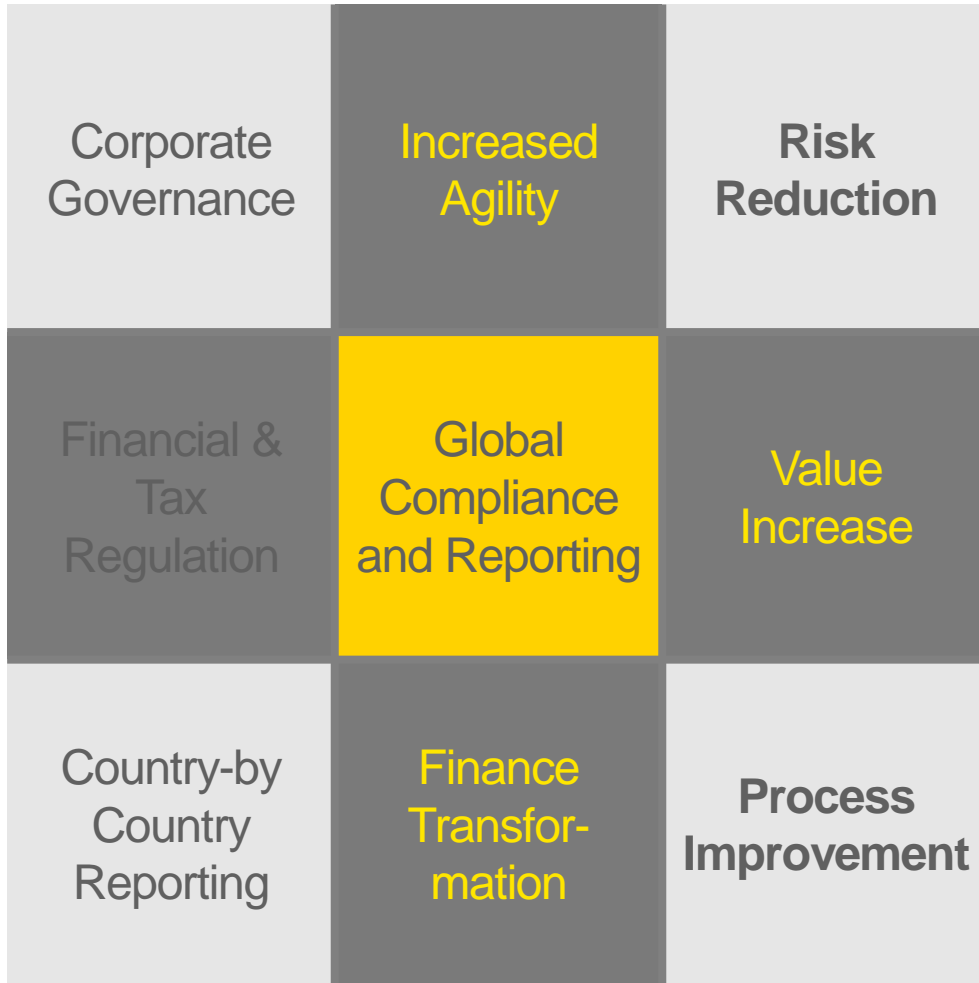 Corporate
Governance
Increased
Agility
Risk
Reduction
Financial &
Tax
Regulation
Global
Compliance
and Reporting
Value
Increase
Country-by
Country
Reporting
Finance
Transfor-
mation
Process
Improvement